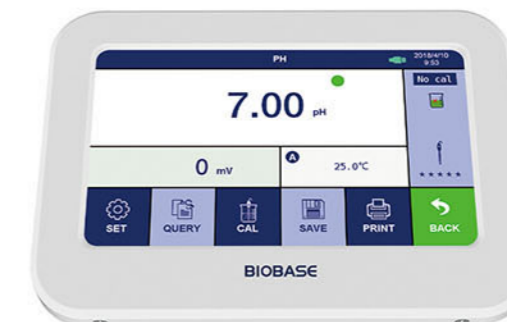 PH
2018/4/10
9:53
No cal
7.00 pH
0 mV
A 25.0℃
*****
SET
QUERY
CAL
SAVE
PRINT
BACK
BIOBASE